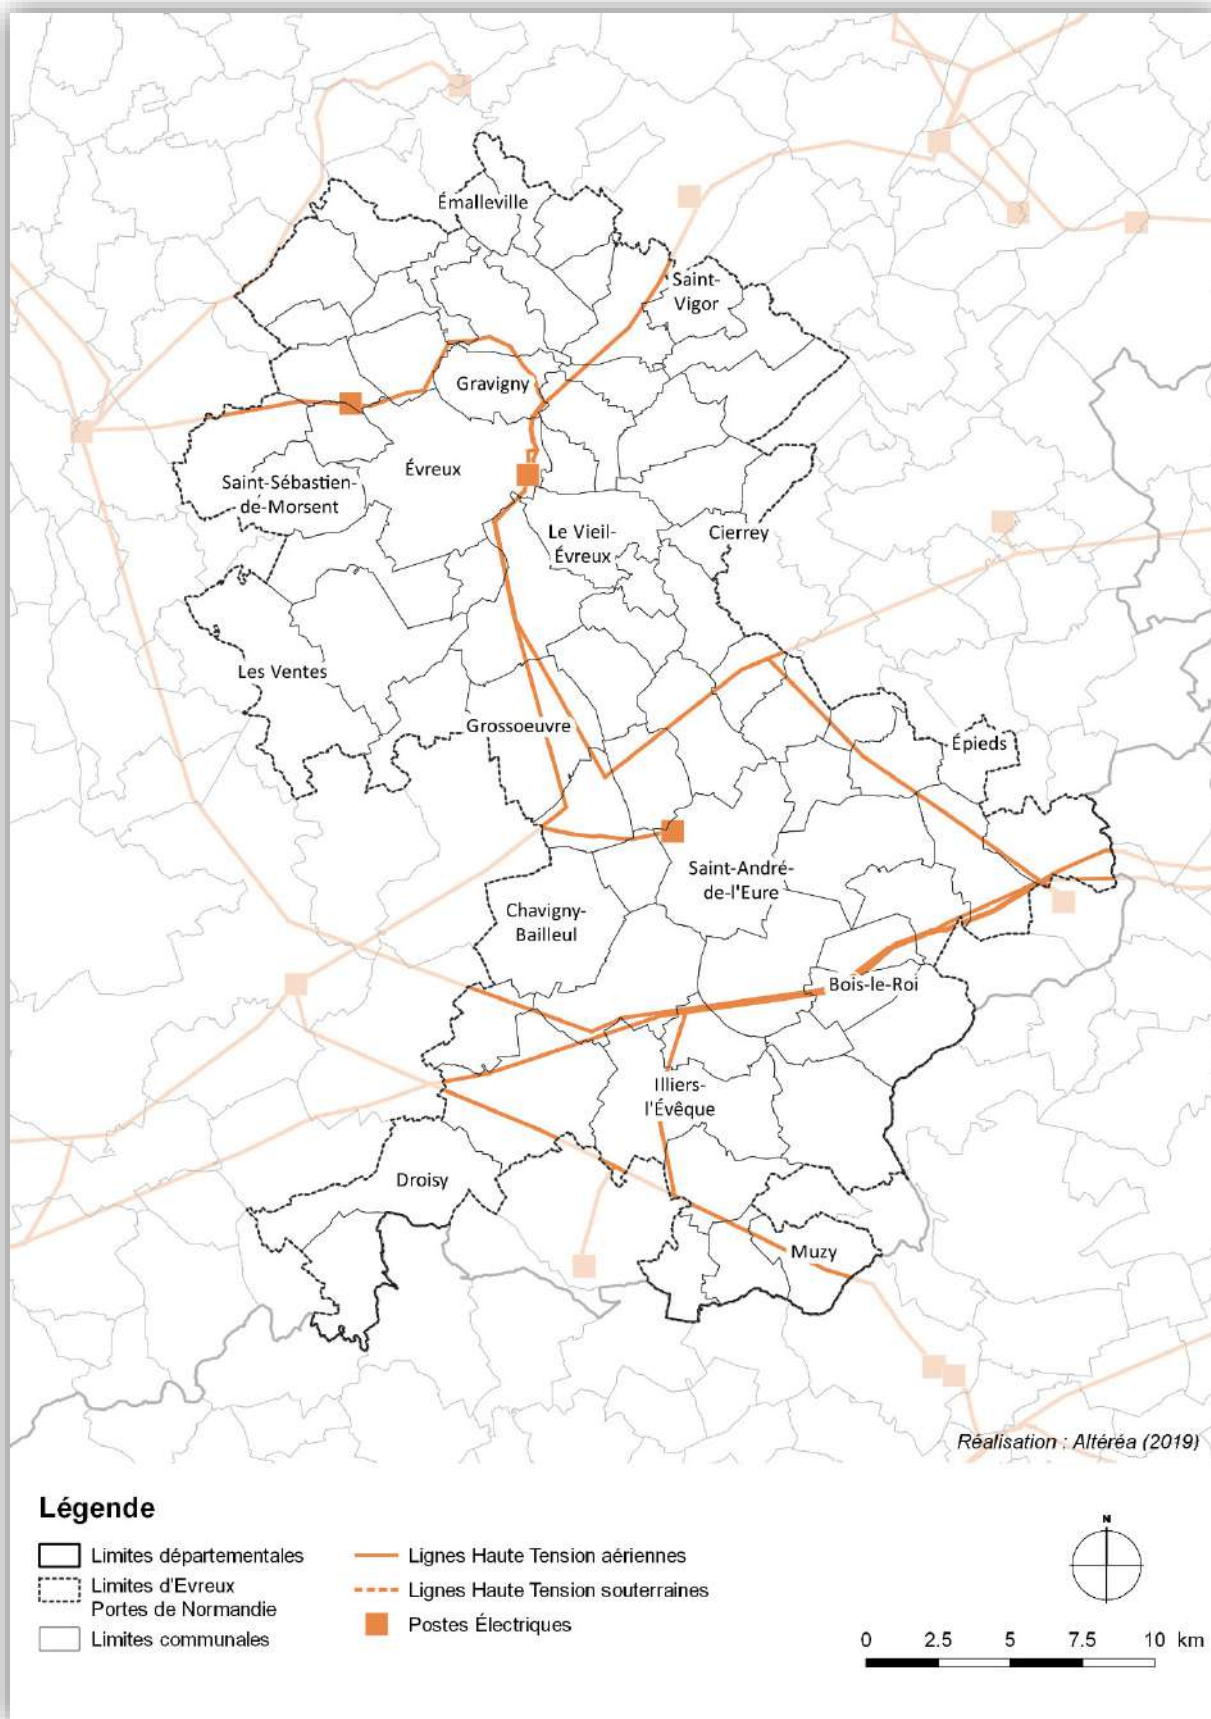 Émalleville
Saint-
Vigor
Gravigny
Évreux
Saint-Sébastien-
de-Morsent
Le Vieil-
Évreux
Cierrey
Les Ventes
Grossoeuvre
Épieds
Saint-André-
de-l'Eure
Chavigny-
Bailleul
Bois-le-Roi
Illiers-
l'Évêque
Droisy
Muzy
Réalisation : Altéréa (2019)
Légende
Limites départementales
Limites d'Evreux
Portes de Normandie
Limites communales
Lignes Haute Tension aériennes
Lignes Haute Tension souterraines
Postes Électriques
N
0 2.5 5 7.5 10 km